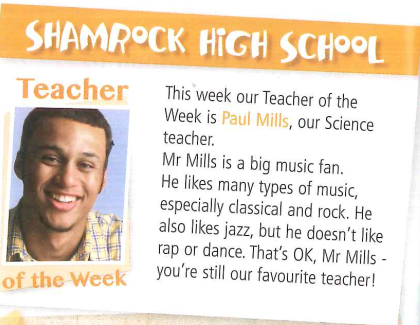 SHAMROCK HIGH SCHOOL
Teacher
of the Week
This week our Teacher of the
Week is Paul Mills, our Science
teacher.
Mr Mills is a big music fan.
He likes many types of music,
especially classical and rock. He
also likes jazz, but he doesn't like
rap or dance. That's OK, Mr Mills -
you're still our favourite teacher!